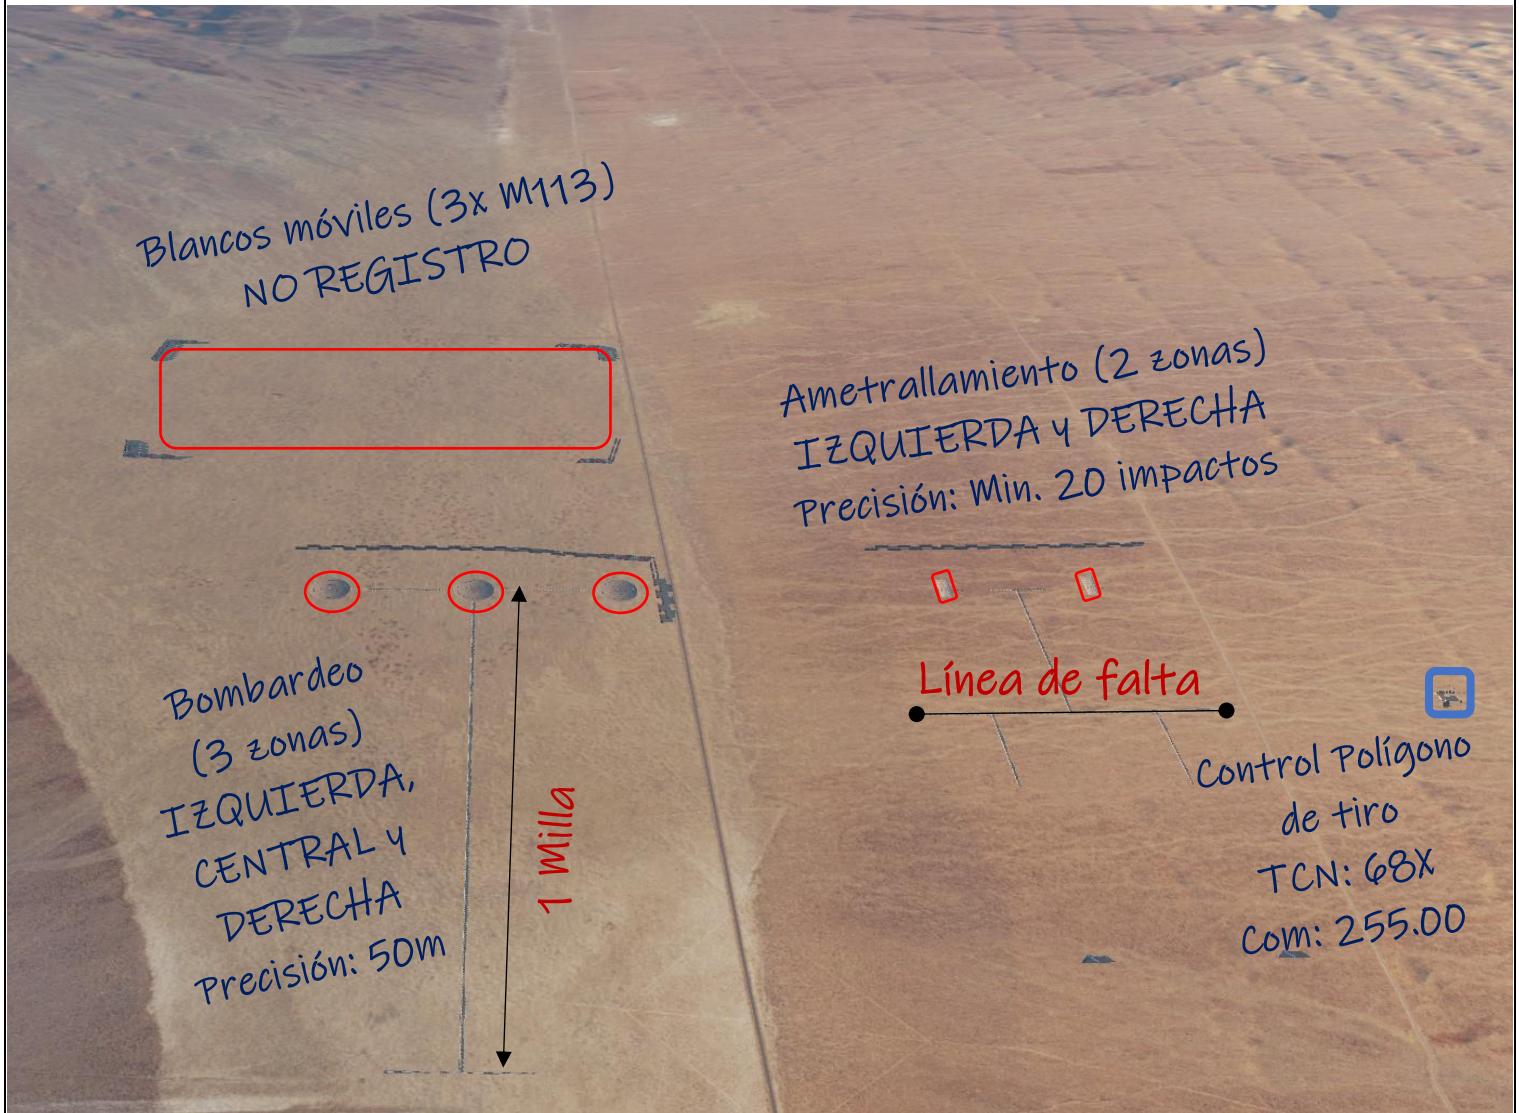 Blancos móviles (3x M113)
NO REGISTRO
Ametrallamiento (2 zonas)
IZQUIERDA y DERECHA
Precisión: Min. 20 impactos
Línea de falta
Bombardeo
(3 zonas)
IZQUIERDA,
CENTRAL y
DERECHA
Precisión: 50m
1 Milla
Control Polígono
de tiro
TCN: 68X
Com: 255.00